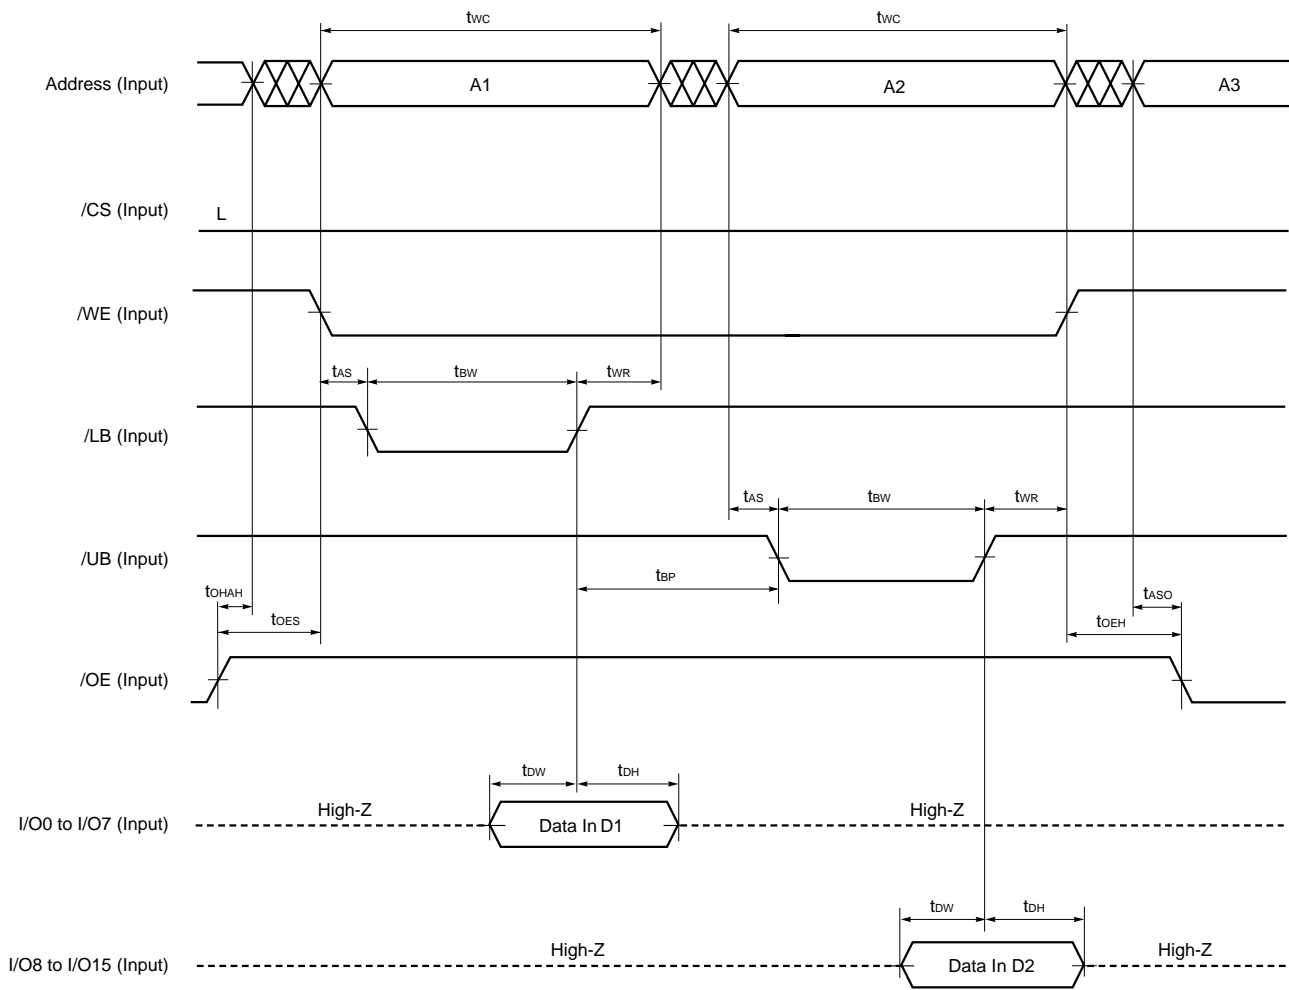 tWC tWC
Address (Input) A1 A2 A3
/CS (Input) L
/WE (Input)
tAS tBW tWR
/LB (Input)
tAS tBW tWR
/UB (Input)
tBP
tOHAH tASO
tOES tOEH
/OE (Input)
tDW tDH
I/O0 to I/O7 (Input) High-Z Data In D1 High-Z
tDW tDH
I/O8 to I/O15 (Input) High-Z Data In D2 High-Z